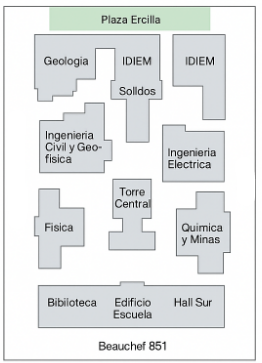 Plaza Ercilla
Geologia
IDIEM
IDIEM
Solldos
Ingenieria
Civil y Geo-
fisica
Ingenieria
Electrica
Torre
Central
Fisica
Quimica
y Minas
Bibiloteca
Edificio
Escuela
Hall Sur
Beauchef 851